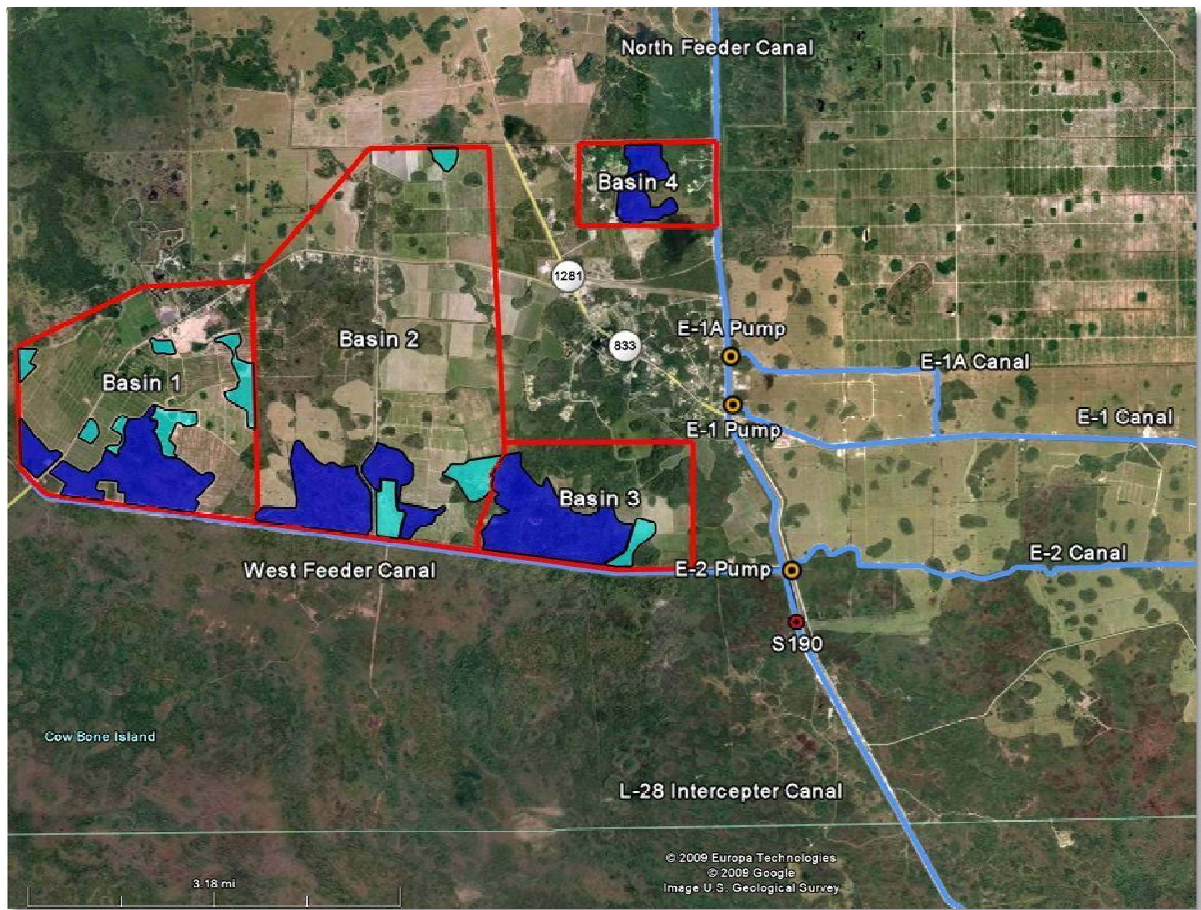 North Feeder Canal
Basin 4
1281
E-1A Pump
Basin 2
833
E-1A Canal
Basin 1
E-1 Canal
E-1 Pump
Basin 3
E-2 Canal
West Feeder Canal
E-2 Pump
S190
Cow Bone Island
L-28 Intercepter Canal
© 2009 Europa Technologies
© 2009 Google
Image U.S. Geological Survey
3.18 mi